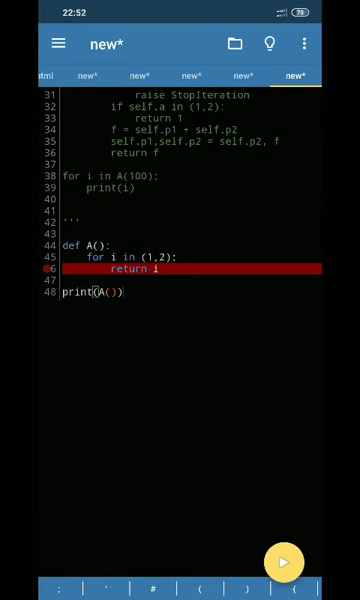 22:52
76
new*
tml
new*
new*
new*
new*
new*
31 raise StopIteration
32 if self.a in (1,2):
33 return 1
34 f = self.p1 + self.p2
35 self.p1,self.p2 = self.p2, f
36 return f
37
38 for i in A(100):
39 print(i)
40
41
42 '''
43
44 def A():
45 for i in (1,2):
6 return i
47
48 print(A())
; ' # ( ) {